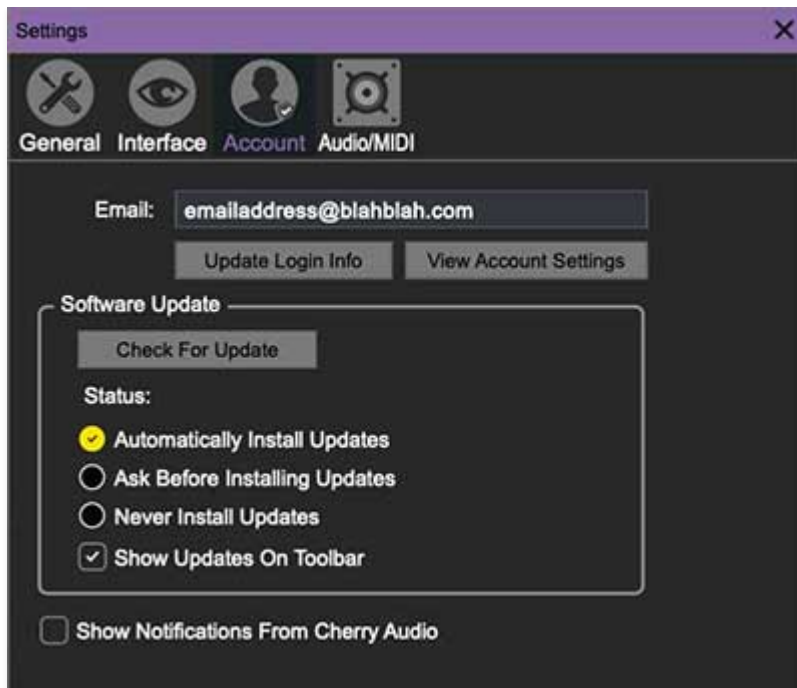 Settings
General Interface Account Audio/MIDI
Email: emailaddress@blahblah.com
Update Login Info View Account Settings
Software Update
Check For Update
Status:
Automatically Install Updates
Ask Before Installing Updates
Never Install Updates
Show Updates On Toolbar
Show Notifications From Cherry Audio